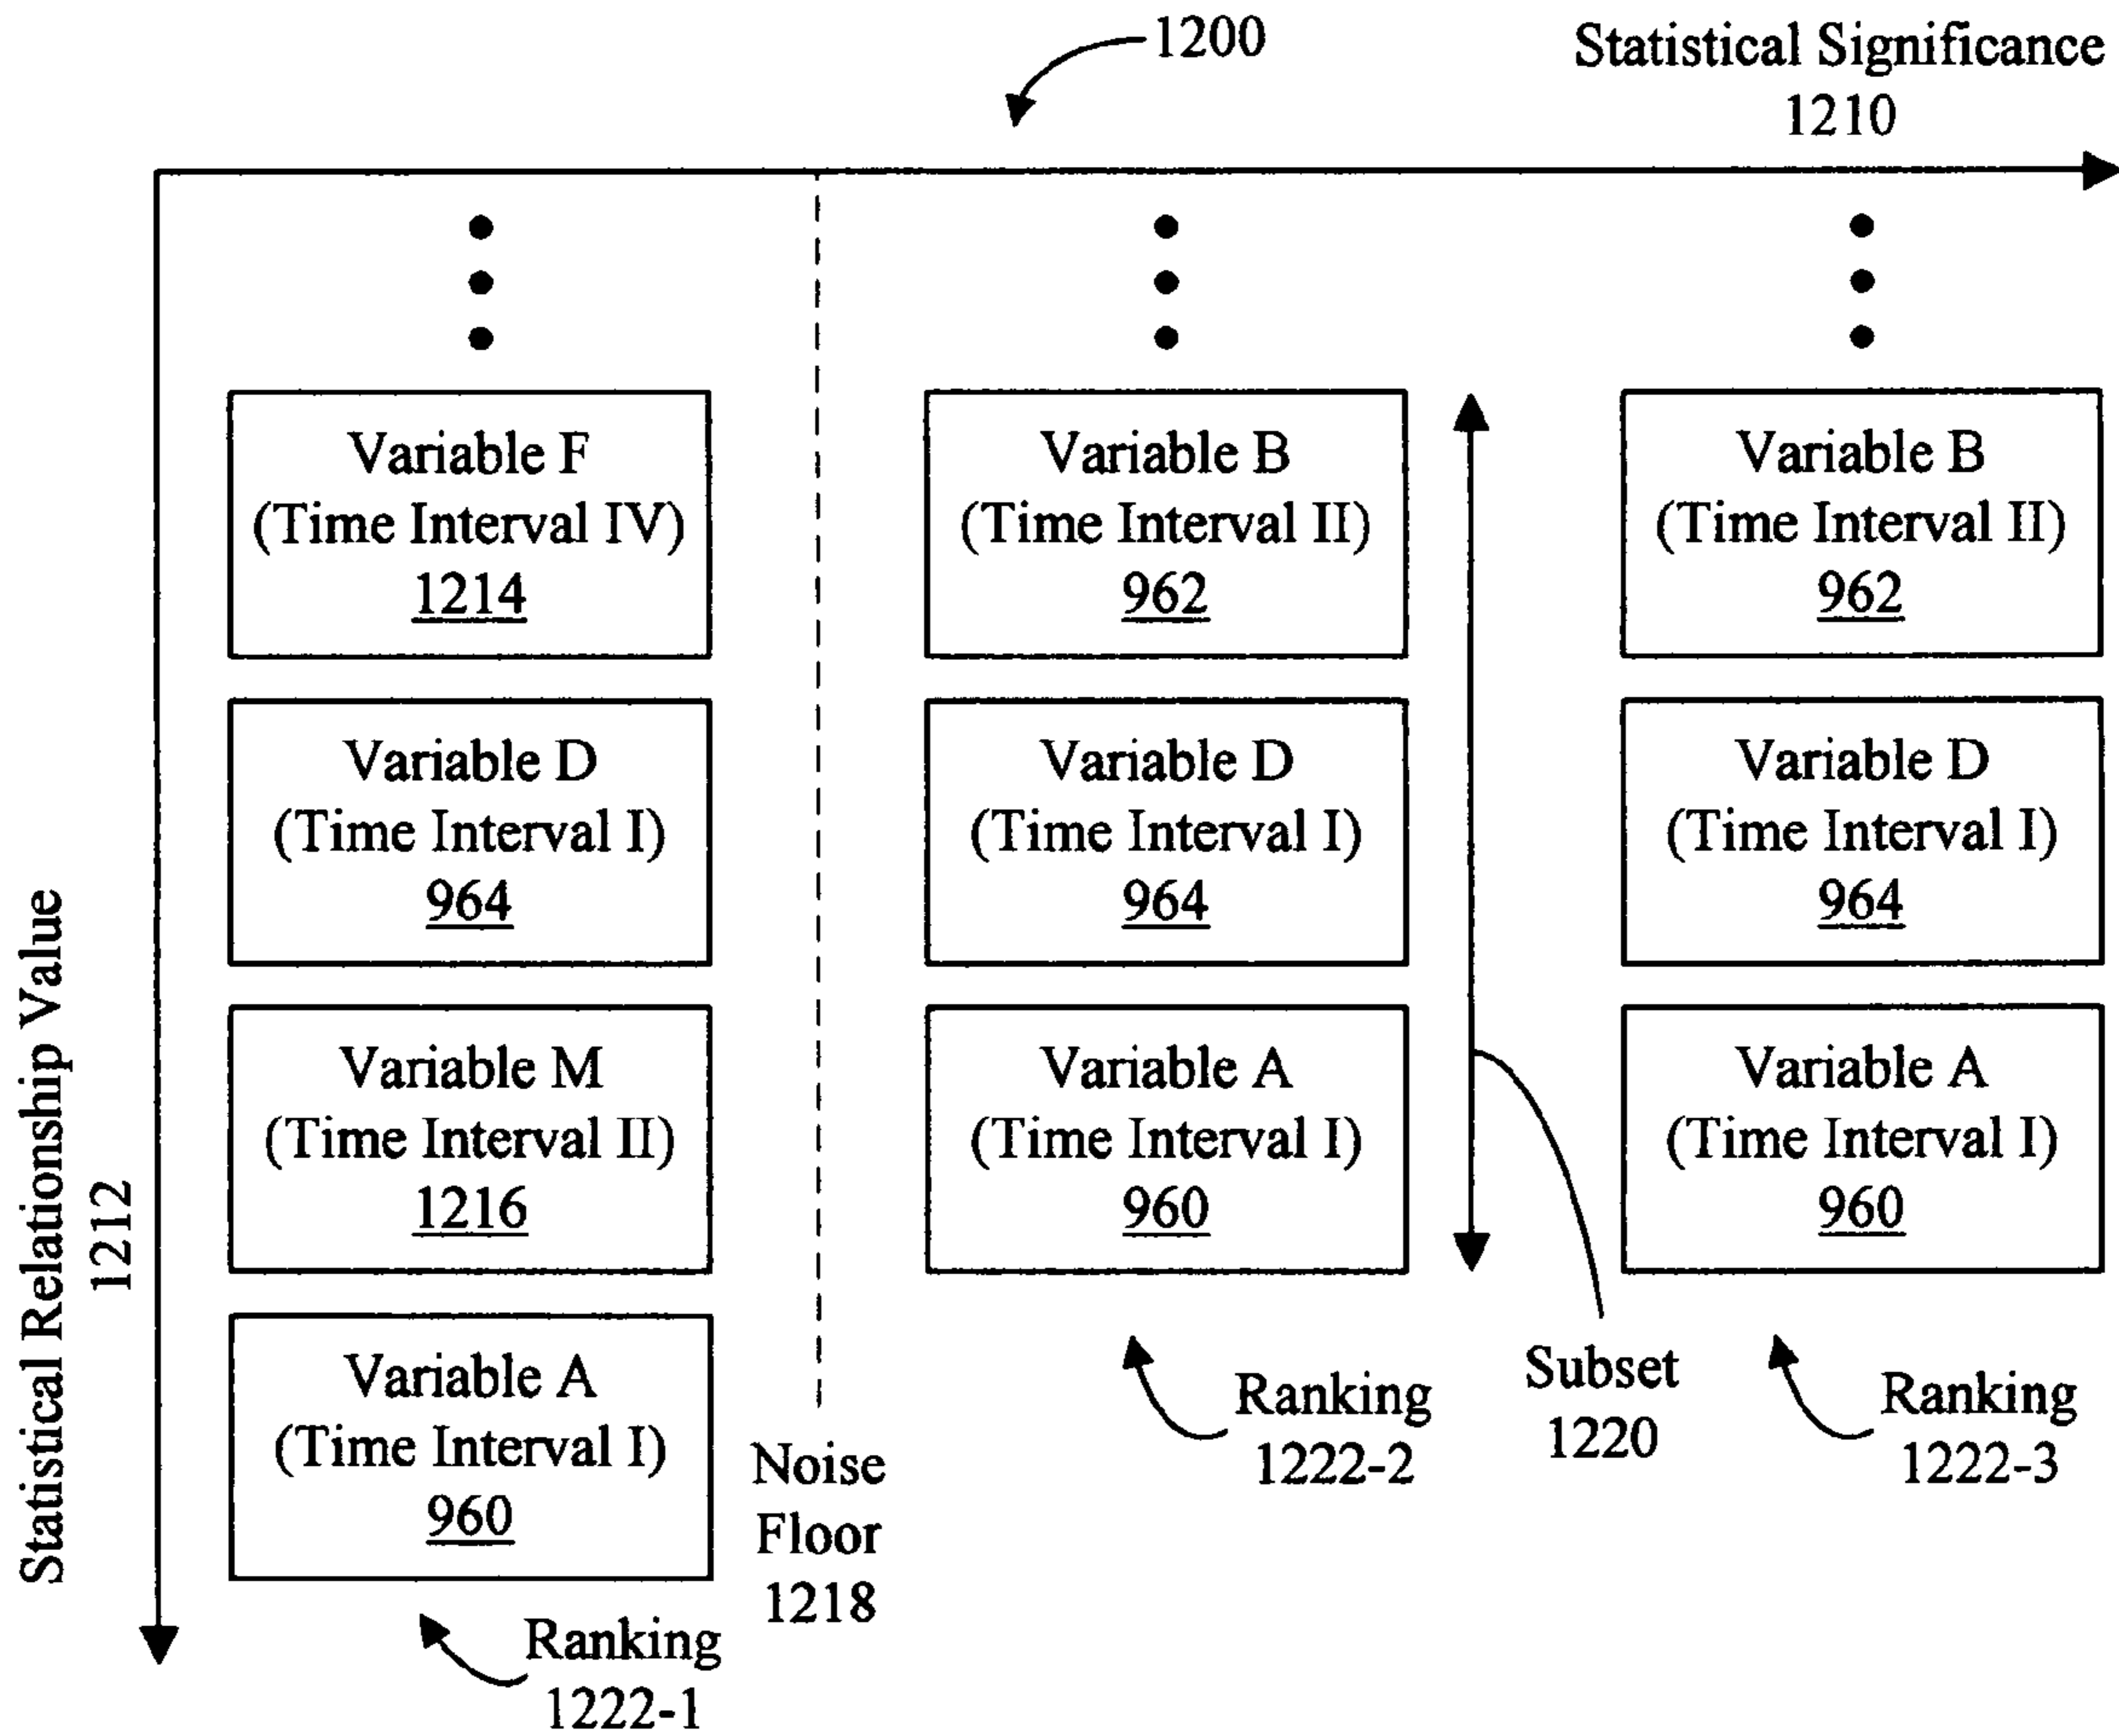 1200
Statistical Significance
1210
Variable F
(Time Interval IV)
1214
Variable D
(Time Interval I)
964
Variable M
(Time Interval II)
1216
Variable A
(Time Interval I)
960
Ranking
1222-1
Statistical Relationship Value
1212
Noise
Floor
1218
Variable B
(Time Interval II)
962
Variable D
(Time Interval I)
964
Variable A
(Time Interval I)
960
Ranking
1222-2
Subset
1220
Variable B
(Time Interval II)
962
Variable D
(Time Interval I)
964
Variable A
(Time Interval I)
960
Ranking
1222-3